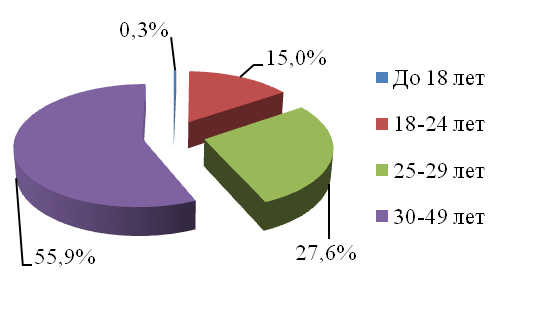 0,3%
15,0%
27,6%
55,9%
До 18 лет
18-24 лет
25-29 лет
30-49 лет